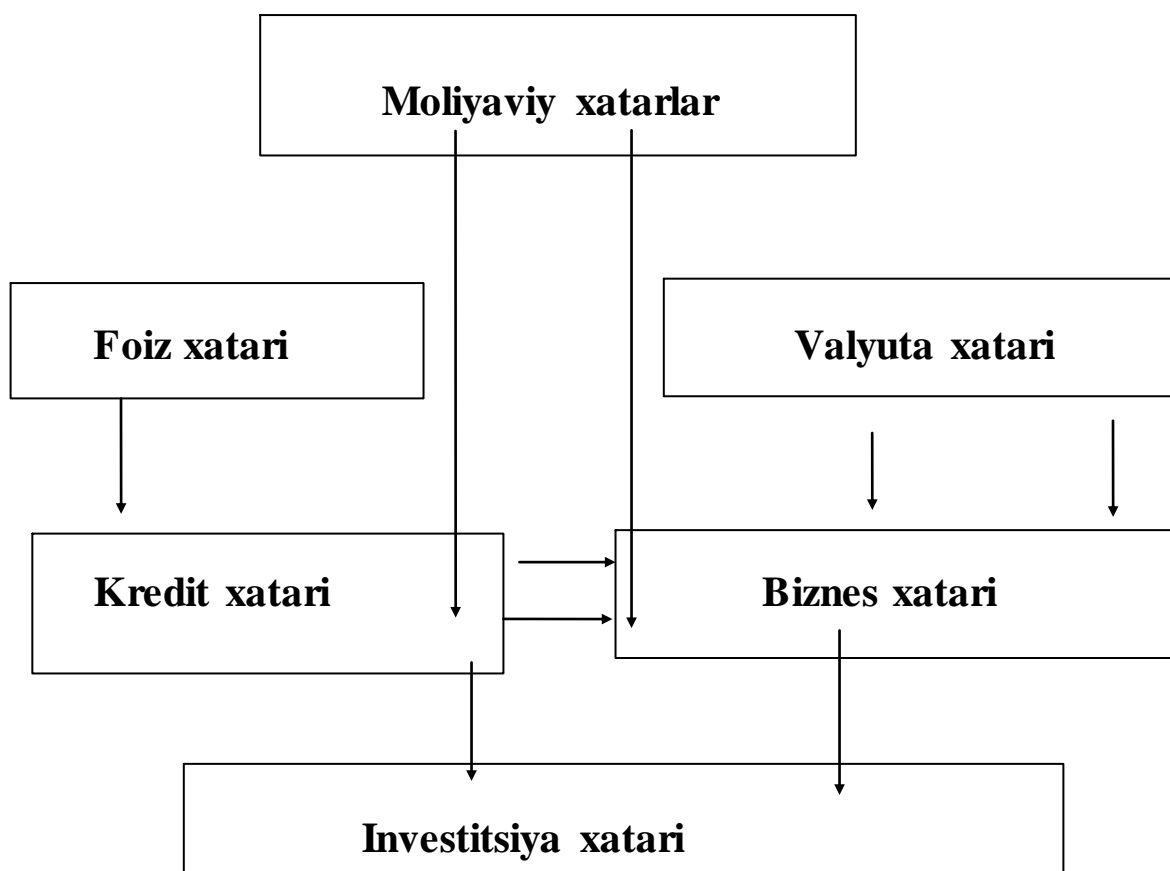 Moliyaviy xatarlar
Foiz xatari
Valyuta xatari
Kredit xatari
Biznes xatari
Investitsiya xatari